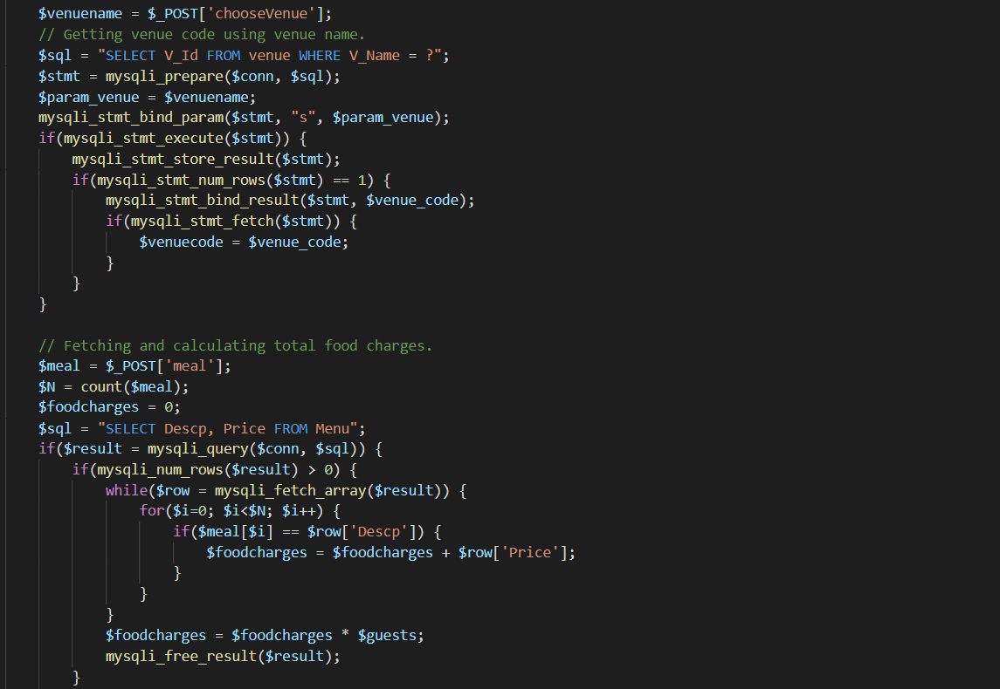 $venuename = $_POST['chooseVenue'];
// Getting venue code using venue name.
$sql = "SELECT V_Id FROM venue WHERE V_Name = ?";
$stmt = mysqli_prepare($conn, $sql);
$param_venue = $venuename;
mysqli_stmt_bind_param($stmt, "s", $param_venue);
if(mysqli_stmt_execute($stmt)) {
    mysqli_stmt_store_result($stmt);
    if(mysqli_stmt_num_rows($stmt) == 1) {
        mysqli_stmt_bind_result($stmt, $venue_code);
        if(mysqli_stmt_fetch($stmt)) {
            $venuecode = $venue_code;
        }
    }
}

// Fetching and calculating total food charges.
$meal = $_POST['meal'];
$N = count($meal);
$foodcharges = 0;
$sql = "SELECT Descp, Price FROM Menu";
if($result = mysqli_query($conn, $sql)) {
    if(mysqli_num_rows($result) > 0) {
        while($row = mysqli_fetch_array($result)) {
            for($i=0; $i<$N; $i++) {
                if($meal[$i] == $row['Descp']) {
                    $foodcharges = $foodcharges + $row['Price'];
                }
            }
        }
        $foodcharges = $foodcharges * $guests;
        mysqli_free_result($result);
    }